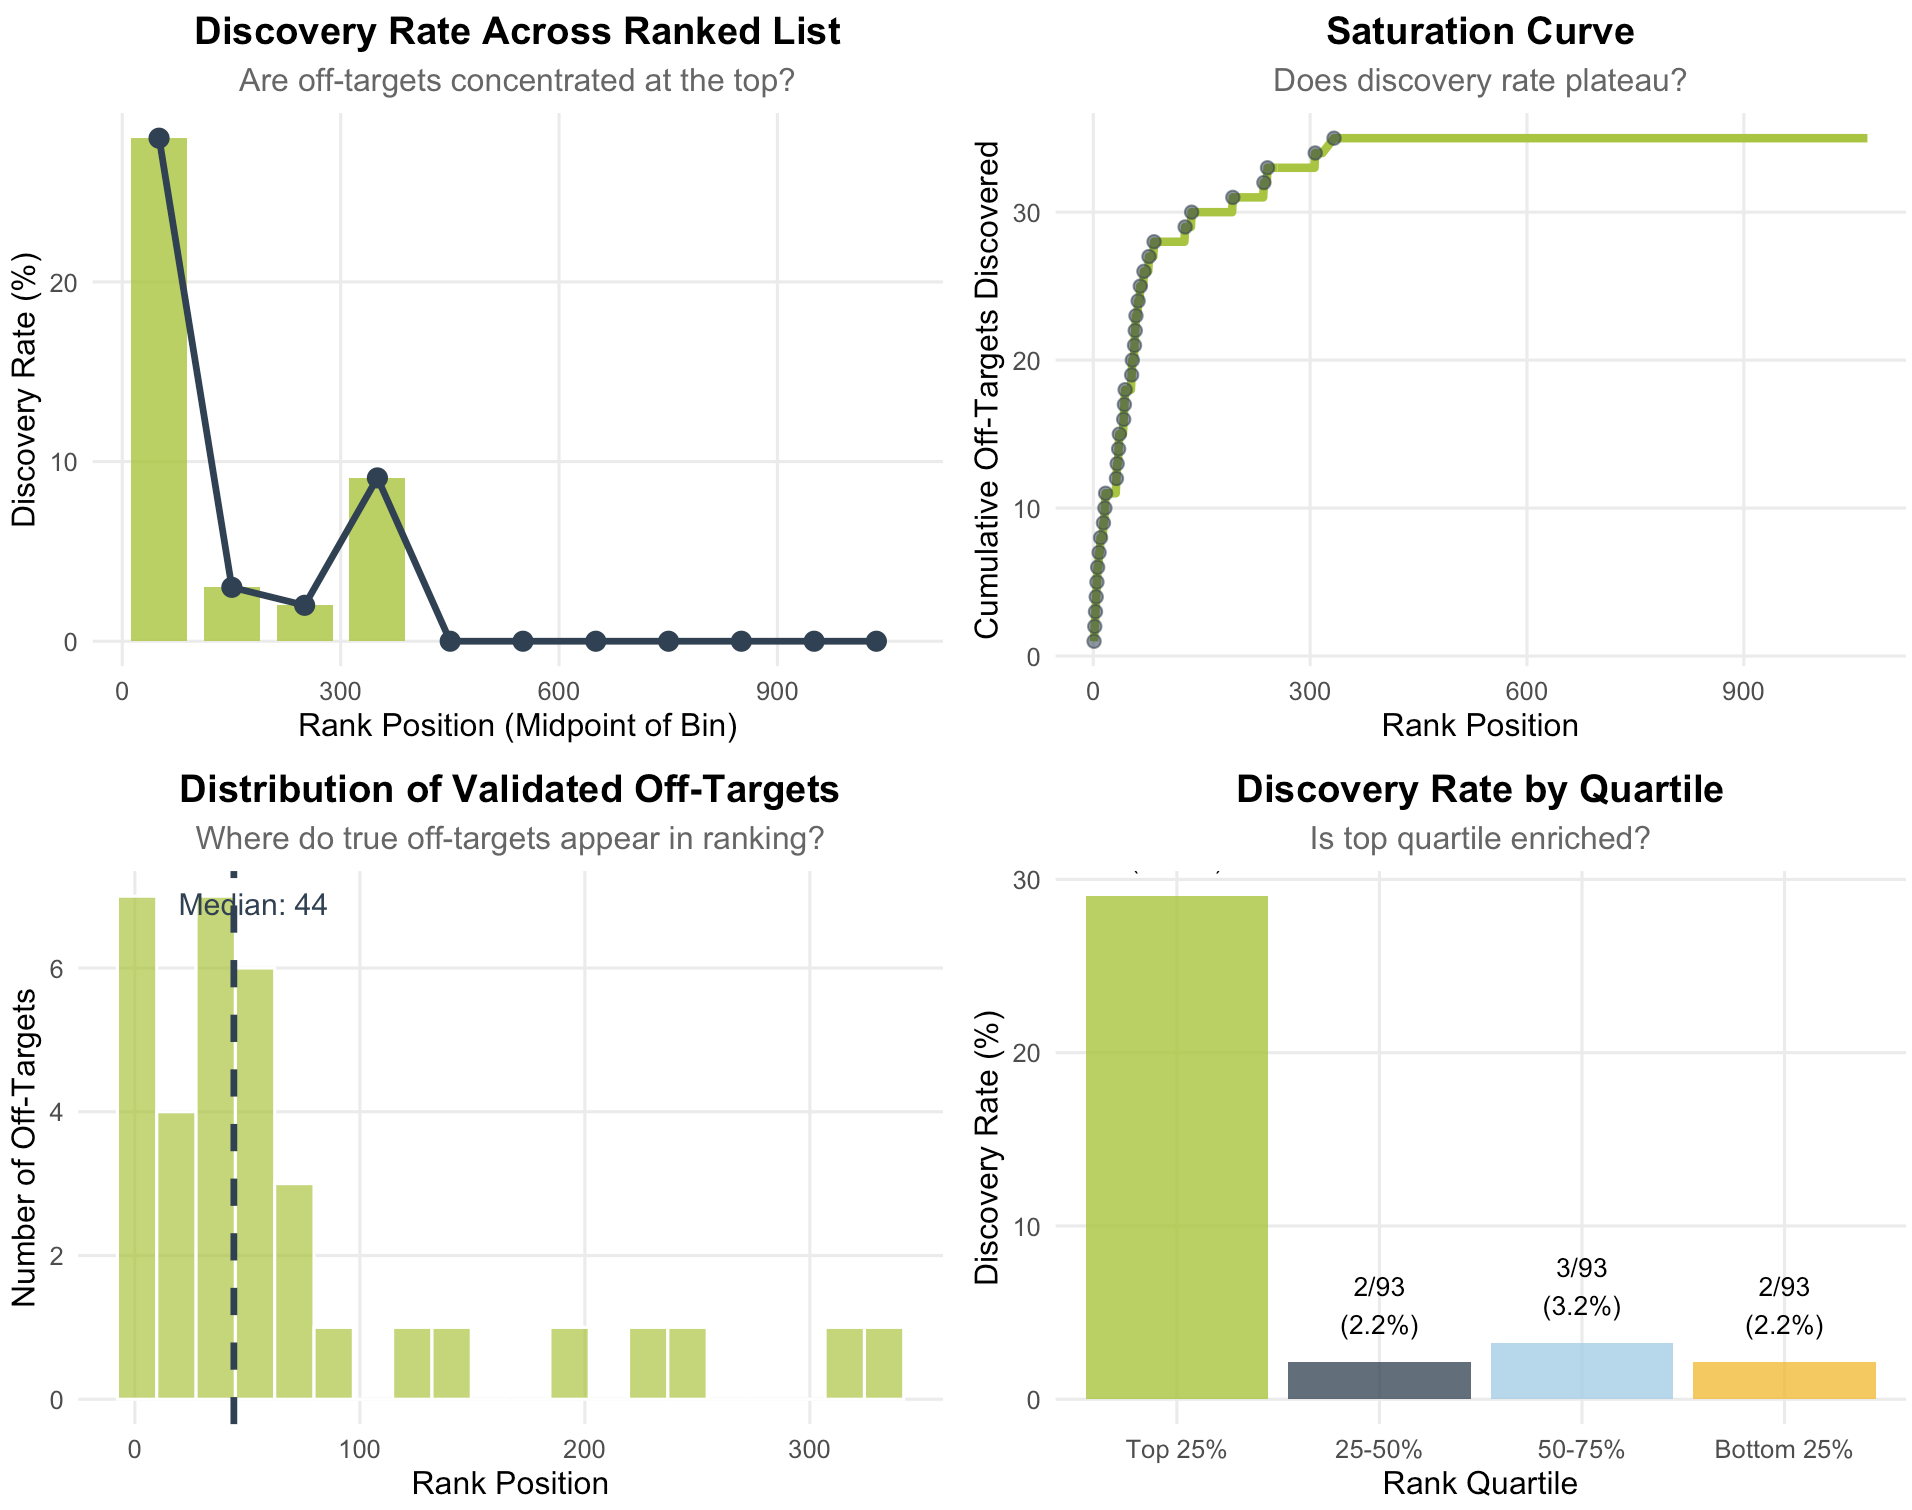 Discovery Rate Across Ranked List
Are off-targets concentrated at the top?
Discovery Rate (%)
20
10
0
0 300 600 900
Rank Position (Midpoint of Bin)
Saturation Curve
Does discovery rate plateau?
Cumulative Off-Targets Discovered
30
20
10
0
0 300 600 900
Rank Position
Distribution of Validated Off-Targets
Where do true off-targets appear in ranking?
Number of Off-Targets
Median: 44
6
4
2
0
0 100 200 300
Rank Position
Discovery Rate by Quartile
Is top quartile enriched?
Discovery Rate (%)
30
20
10
0
2/93
(2.2%)
3/93
(3.2%)
2/93
(2.2%)
Top 25% 25-50% 50-75% Bottom 25%
Rank Quartile